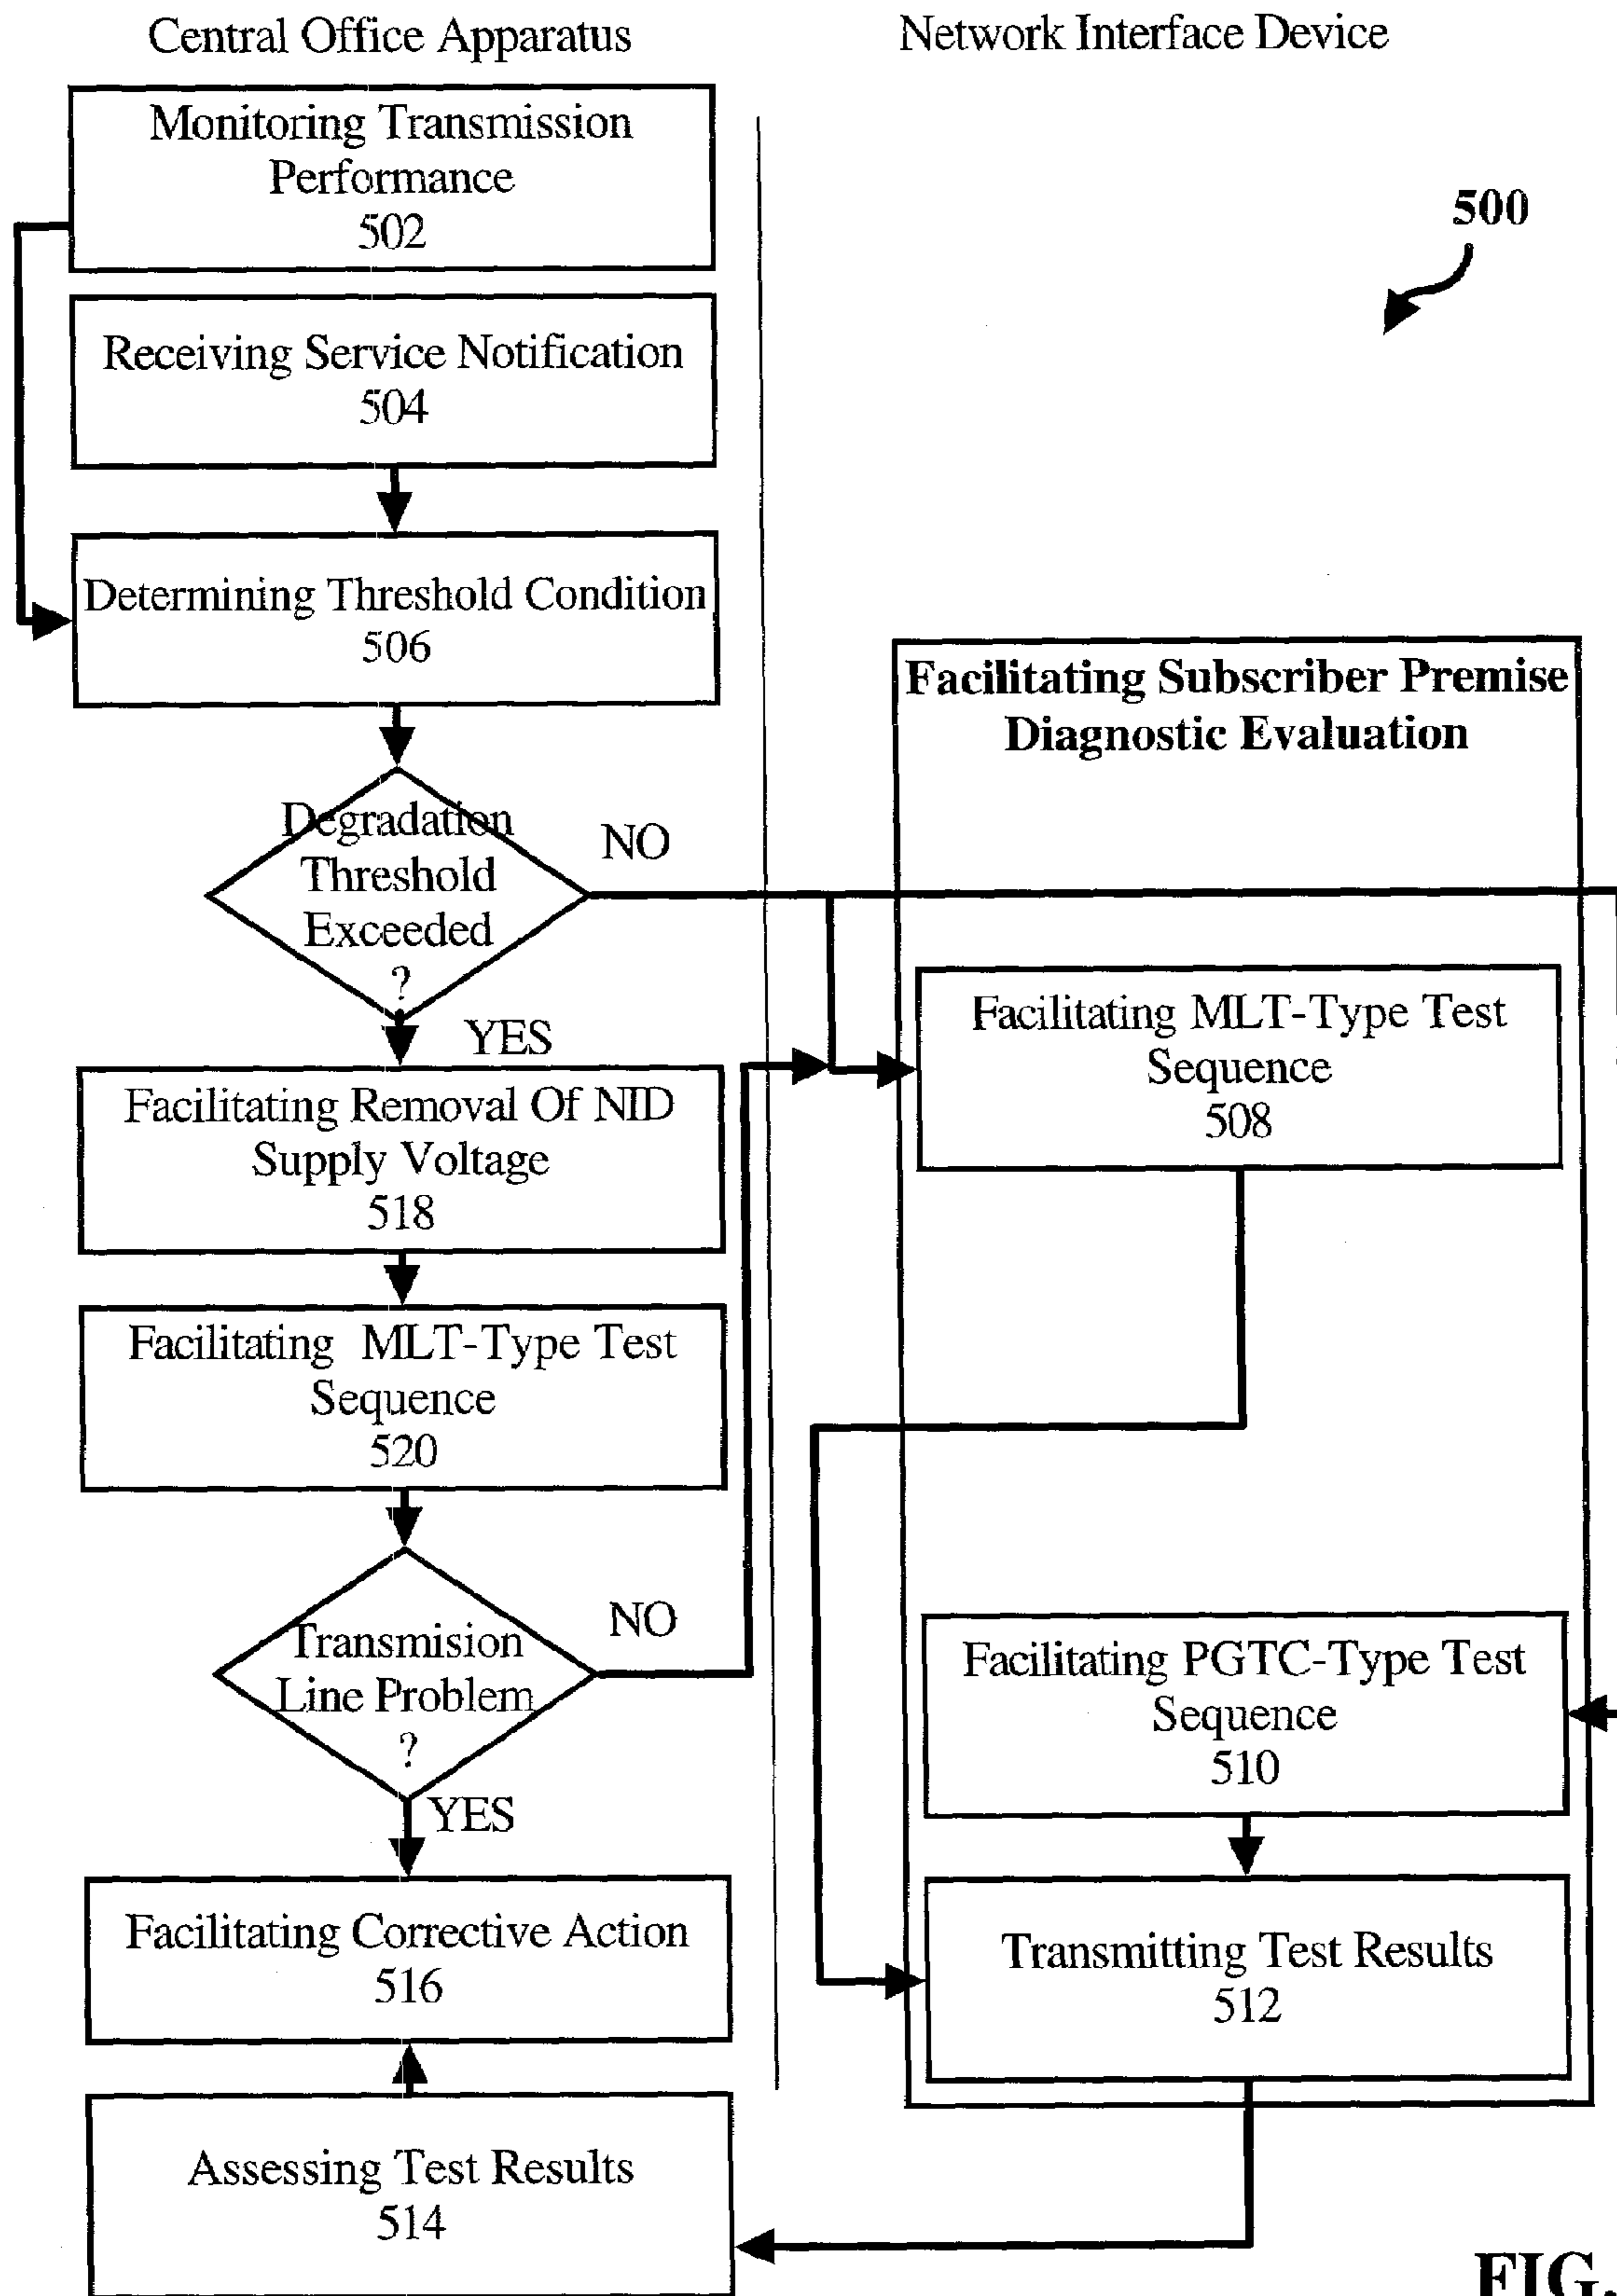 Central Office Apparatus
Network Interface Device
Monitoring Transmission
Performance
502
500
Receiving Service Notification
504
Determining Threshold Condition
506
Facilitating Subscriber Premise
Diagnostic Evaluation
Degradation
Threshold
Exceeded
?
NO
YES
Facilitating MLT-Type Test
Sequence
508
Facilitating Removal Of NID
Supply Voltage
518
Facilitating MLT-Type Test
Sequence
520
Transmision
Line Problem
?
NO
YES
Facilitating PGTC-Type Test
Sequence
510
Facilitating Corrective Action
516
Transmitting Test Results
512
Assessing Test Results
514
FIG.